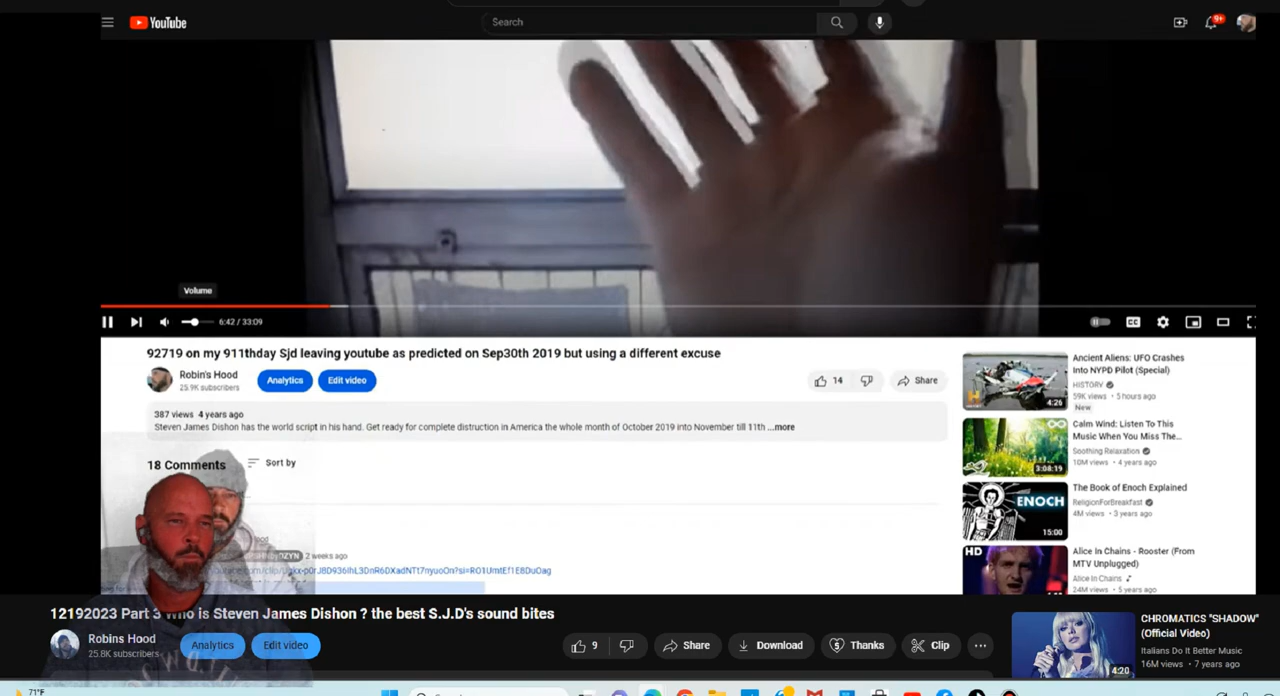 YouTube
Search
9+
Volume
6:42 / 33:09
CC
92719 on my 911thday Sjd leaving youtube as predicted on Sep30th 2019 but using a different excuse
Robin's Hood
25.9K subscribers
Analytics
Edit video
14
Share
387 views 4 years ago
Steven James Dishon has the world script in his hand. Get ready for complete distruction in America the whole month of October 2019 into November till 11th ...more
18 Comments
Sort by
2 weeks ago
4:26
Ancient Aliens: UFO Crashes
Into NYPD Pilot (Special)
HISTORY
59K views • 5 hours ago
New
3:08:19
Calm Wind: Listen To This
Music When You Miss The...
Soothing Relaxation
10M views • 4 years ago
ENOCH
15:00
The Book of Enoch Explained
ReligionForBreakfast
4M views • 3 years ago
HD
Alice In Chains - Rooster (From
MTV Unplugged)
Alice In Chains
24M views • 5 years ago
12192023 Part 3 Who is Steven James Dishon ? the best S.J.D's sound bites
Robins Hood
25.8K subscribers
Analytics
Edit video
9
Share
Download
Thanks
Clip
4:20
CHROMATICS "SHADOW"
(Official Video)
Italians Do It Better Music
16M views • 7 years ago
71°F